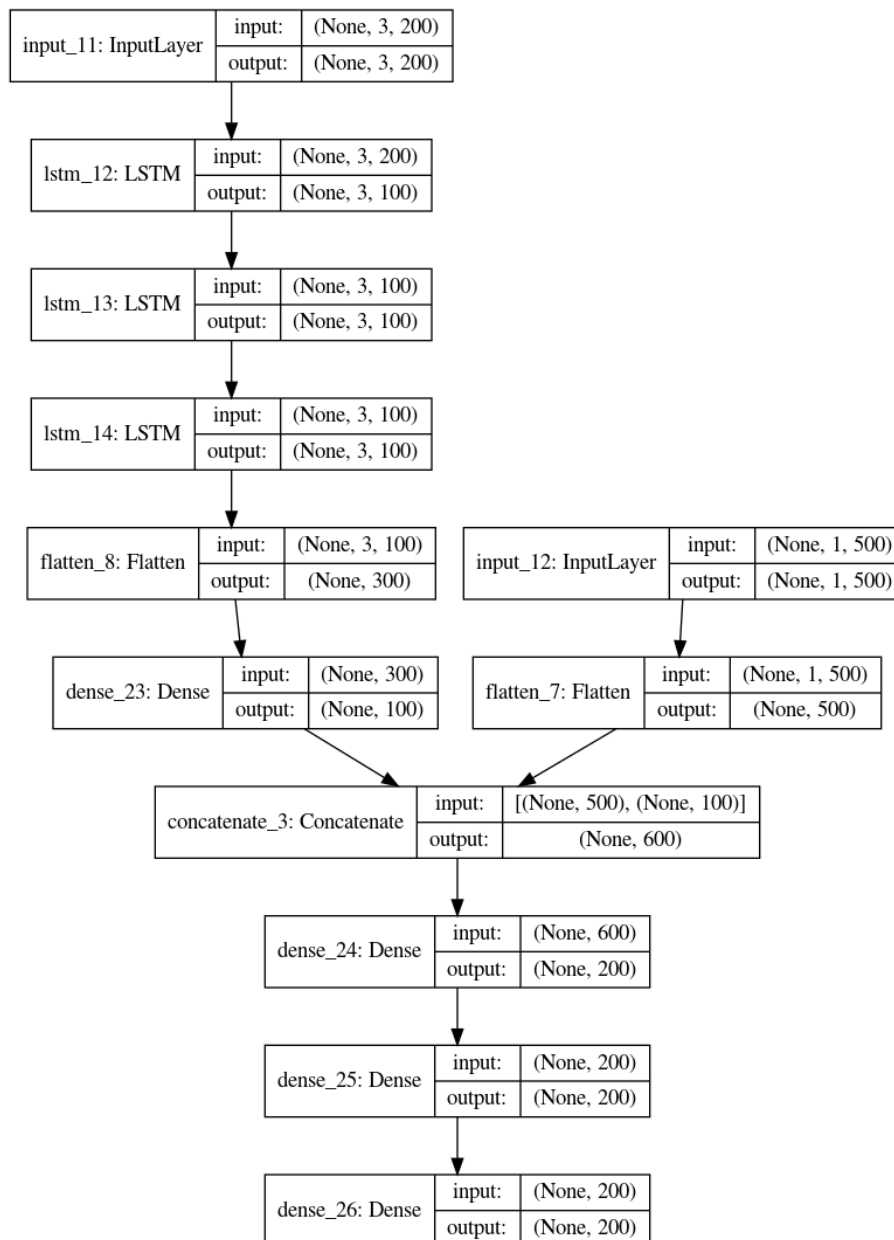 input_11: InputLayer
input: (None, 3, 200)
output: (None, 3, 200)
lstm_12: LSTM
input: (None, 3, 200)
output: (None, 3, 100)
lstm_13: LSTM
input: (None, 3, 100)
output: (None, 3, 100)
lstm_14: LSTM
input: (None, 3, 100)
output: (None, 3, 100)
flatten_8: Flatten
input: (None, 3, 100)
output: (None, 300)
input_12: InputLayer
input: (None, 1, 500)
output: (None, 1, 500)
dense_23: Dense
input: (None, 300)
output: (None, 100)
flatten_7: Flatten
input: (None, 1, 500)
output: (None, 500)
concatenate_3: Concatenate
input: [(None, 500), (None, 100)]
output: (None, 600)
dense_24: Dense
input: (None, 600)
output: (None, 200)
dense_25: Dense
input: (None, 200)
output: (None, 200)
dense_26: Dense
input: (None, 200)
output: (None, 200)